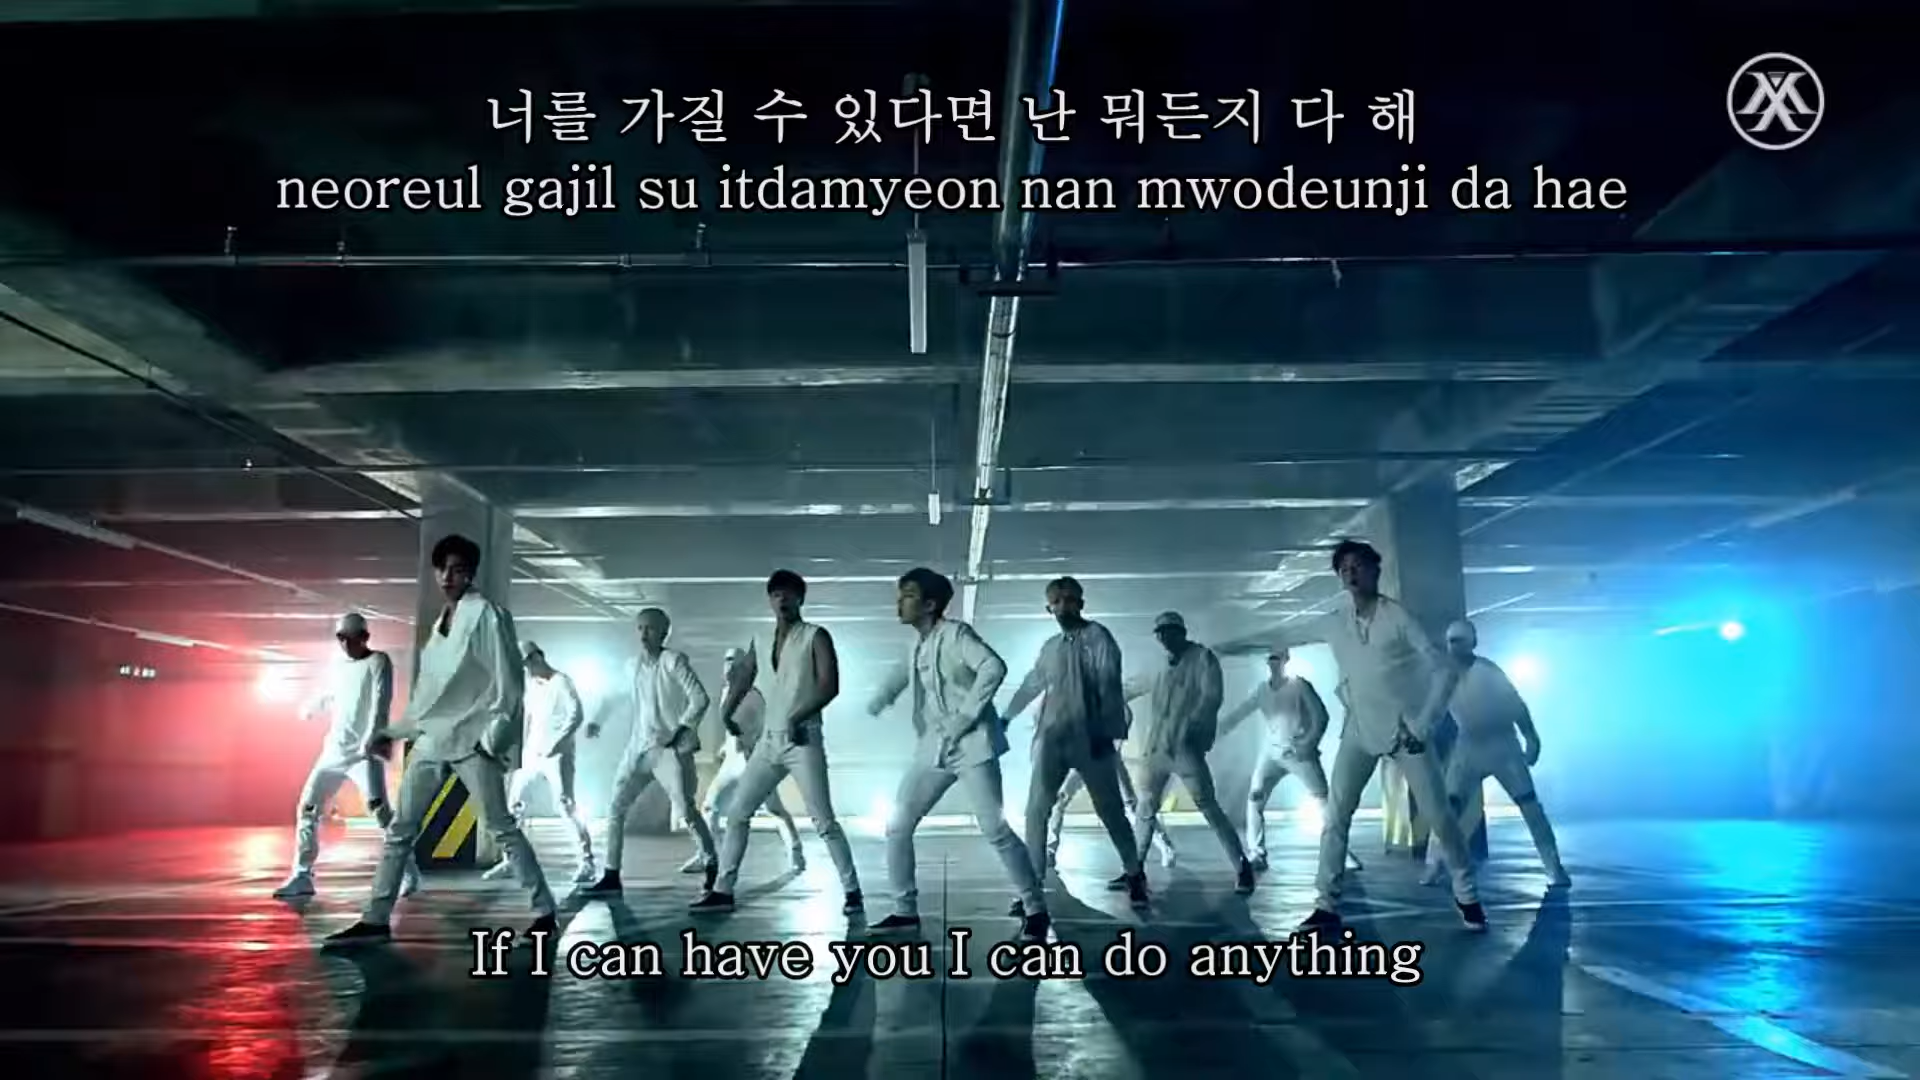 너를 가질 수 있다면 난 뭐든지 다 해
neoreul gajil su itdamyeon nan mwodeunji da hae
If I can have you I can do anything